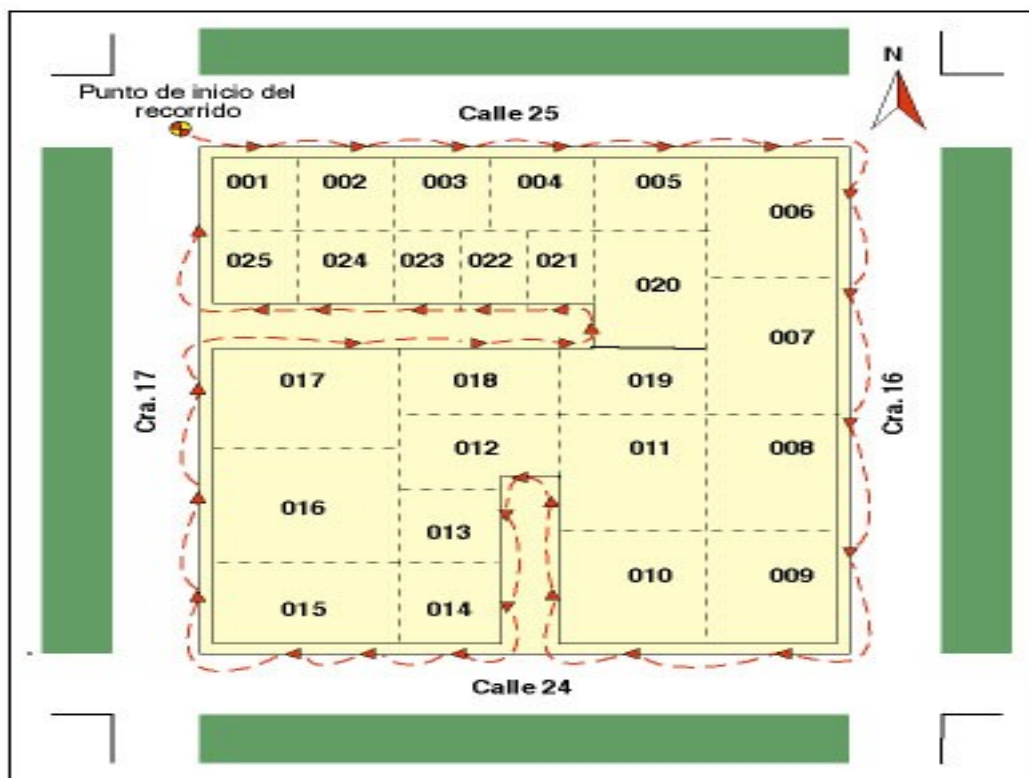 N
Punto de inicio del
recorrido
Calle 25
001 002 003 004 005
006
025 024 023 022 021
020
007
017 018 019
Cra. 17
Cra. 16
012 011 008
016
013
010 009
015 014
Calle 24